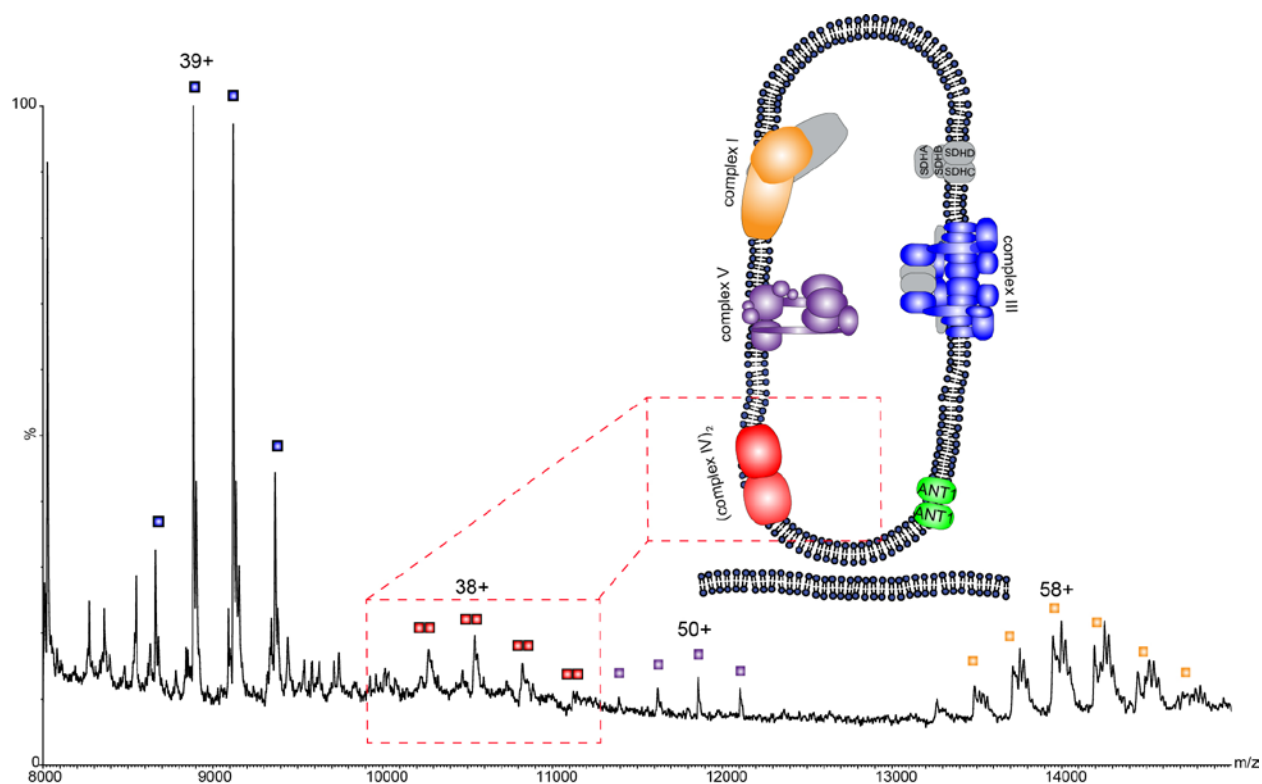 39+
100
%
0
8000
9000
10000
11000
12000
13000
14000
m/z
38+
50+
58+
complex I
complex V
(complex IV)₂
SDHA
SDHB
SDHD
SDHC
complex III
ANT1
ANT1